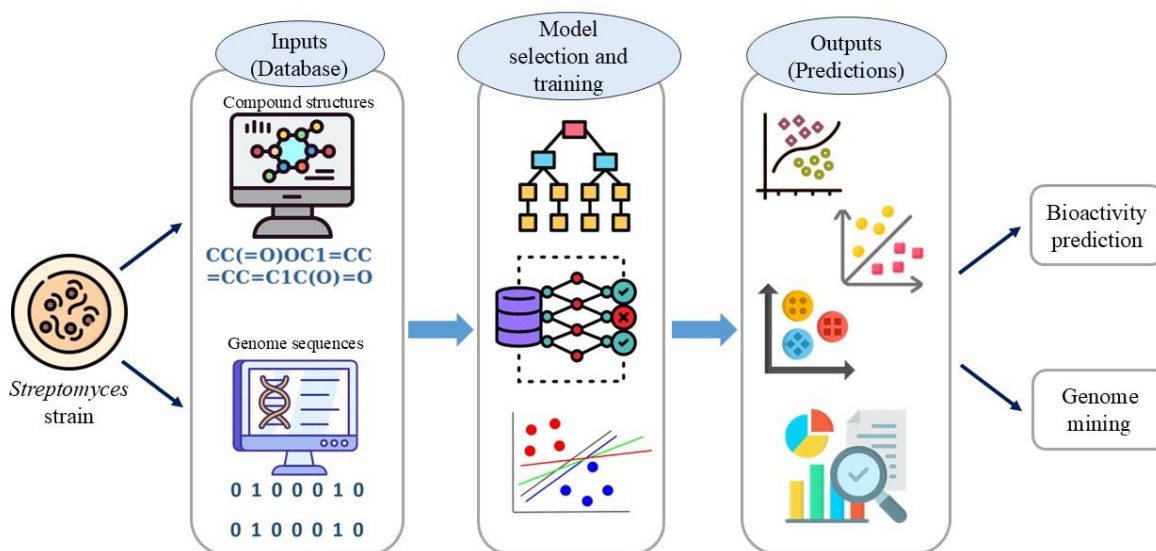 Streptomyces
strain
Inputs
(Database)
Compound structures
CC(=O)OC1=CC
=CC=C1C(O)=O
Genome sequences
0 1 0 0 0 1 0
0 1 0 0 0 1 0
Model
selection and
training
Outputs
(Predictions)
Bioactivity
prediction
Genome
mining